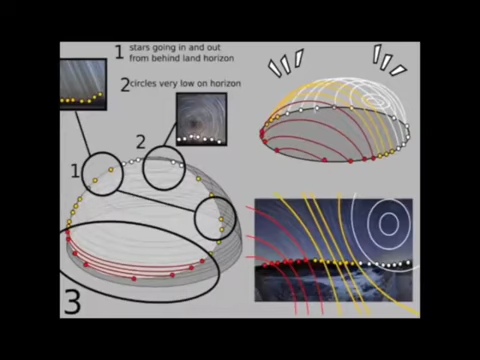 1 stars going in and out
from behind land horizon
2 circles very low on horizon
2
1
3